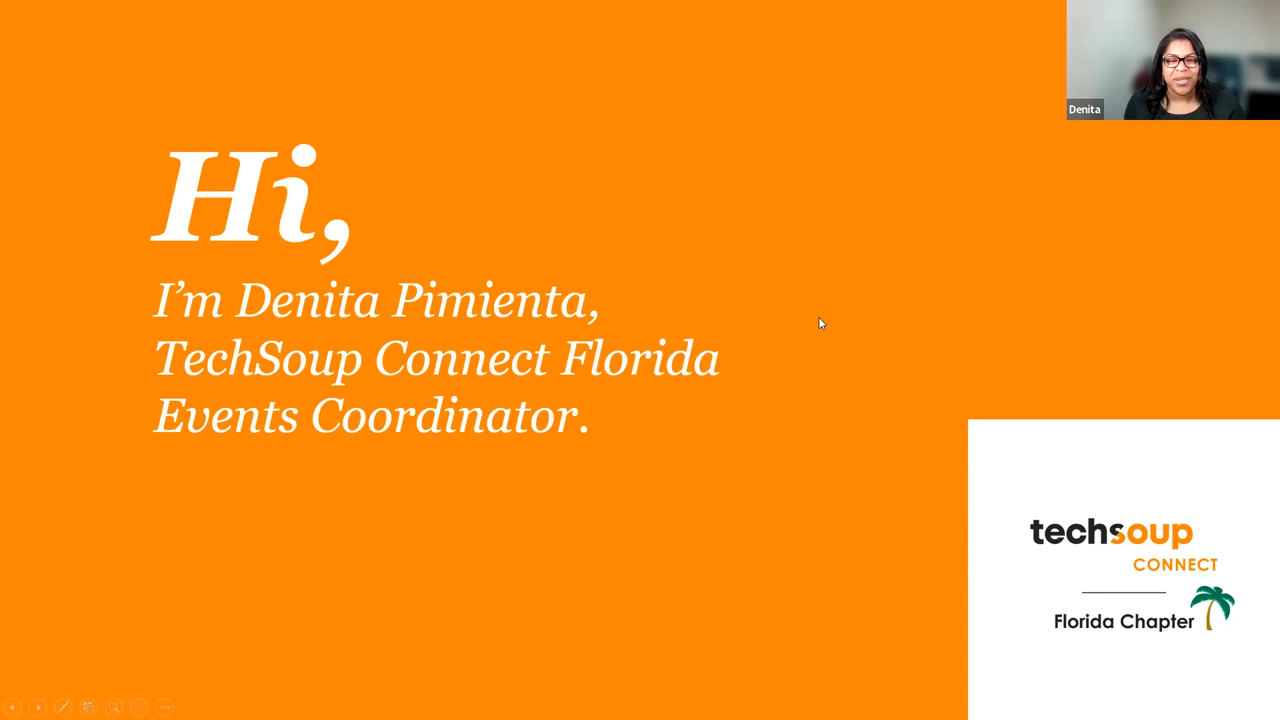 Denita
Hi,
I’m Denita Pimienta,
TechSoup Connect Florida
Events Coordinator.
techsoup
CONNECT
Florida Chapter